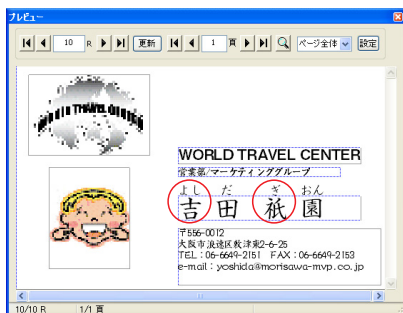 プレビュー
10 R 更新 1 頁 ページ全体 設定
WORLD TRAVEL CENTER
営業部/マーケティンググループ
よし だ ぎ おん
吉田 祇園
〒556-0012
大阪市浪速区敷津東2-6-25
TEL：06-6649-2151 FAX：06-6649-2153
e-mail：yoshida@morisawa-mvp.co.jp
10/10 R 1/1 頁